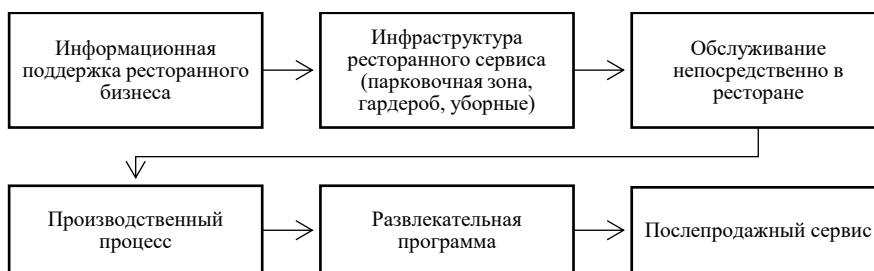 Информационная
поддержка ресторанного
бизнеса
Инфраструктура
ресторанного сервиса
(парковочная зона,
гардероб, уборные)
Обслуживание
непосредственно в
ресторане
Производственный
процесс
Развлекательная
программа
Послепродажный сервис